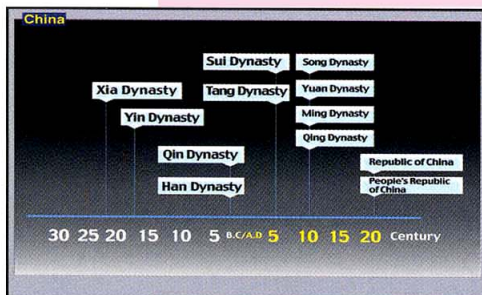 China
Sui Dynasty
Song Dynasty
Xia Dynasty
Tang Dynasty
Yuan Dynasty
Yin Dynasty
Ming Dynasty
Qin Dynasty
Qing Dynasty
Han Dynasty
Republic of China
People's Republic
of China
30 25 20 15 10 5 B.C/A.D 5 10 15 20 Century